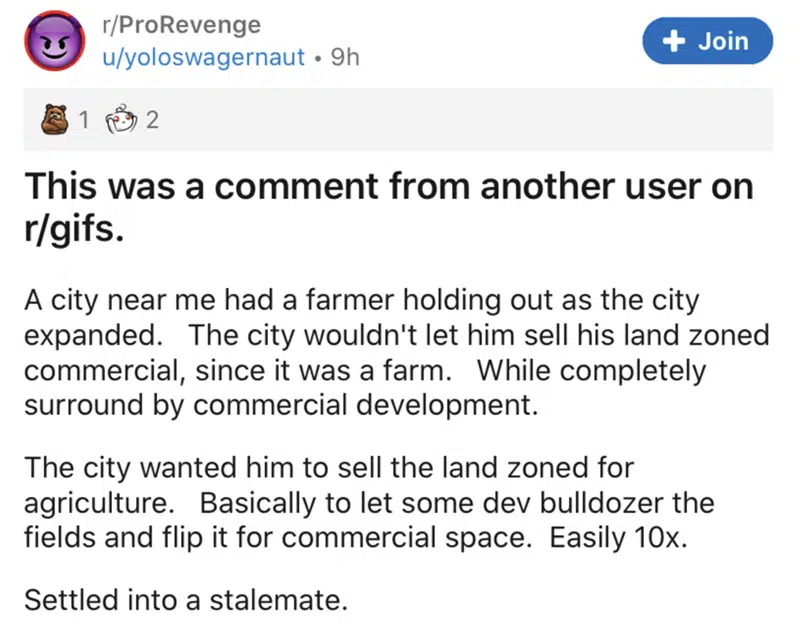 r/ProRevenge
u/yoloswagernaut • 9h
+ Join
1 2
This was a comment from another user on
r/gifs.
A city near me had a farmer holding out as the city
expanded. The city wouldn't let him sell his land zoned
commercial, since it was a farm. While completely
surround by commercial development.
The city wanted him to sell the land zoned for
agriculture. Basically to let some dev bulldozer the
fields and flip it for commercial space. Easily 10x.
Settled into a stalemate.